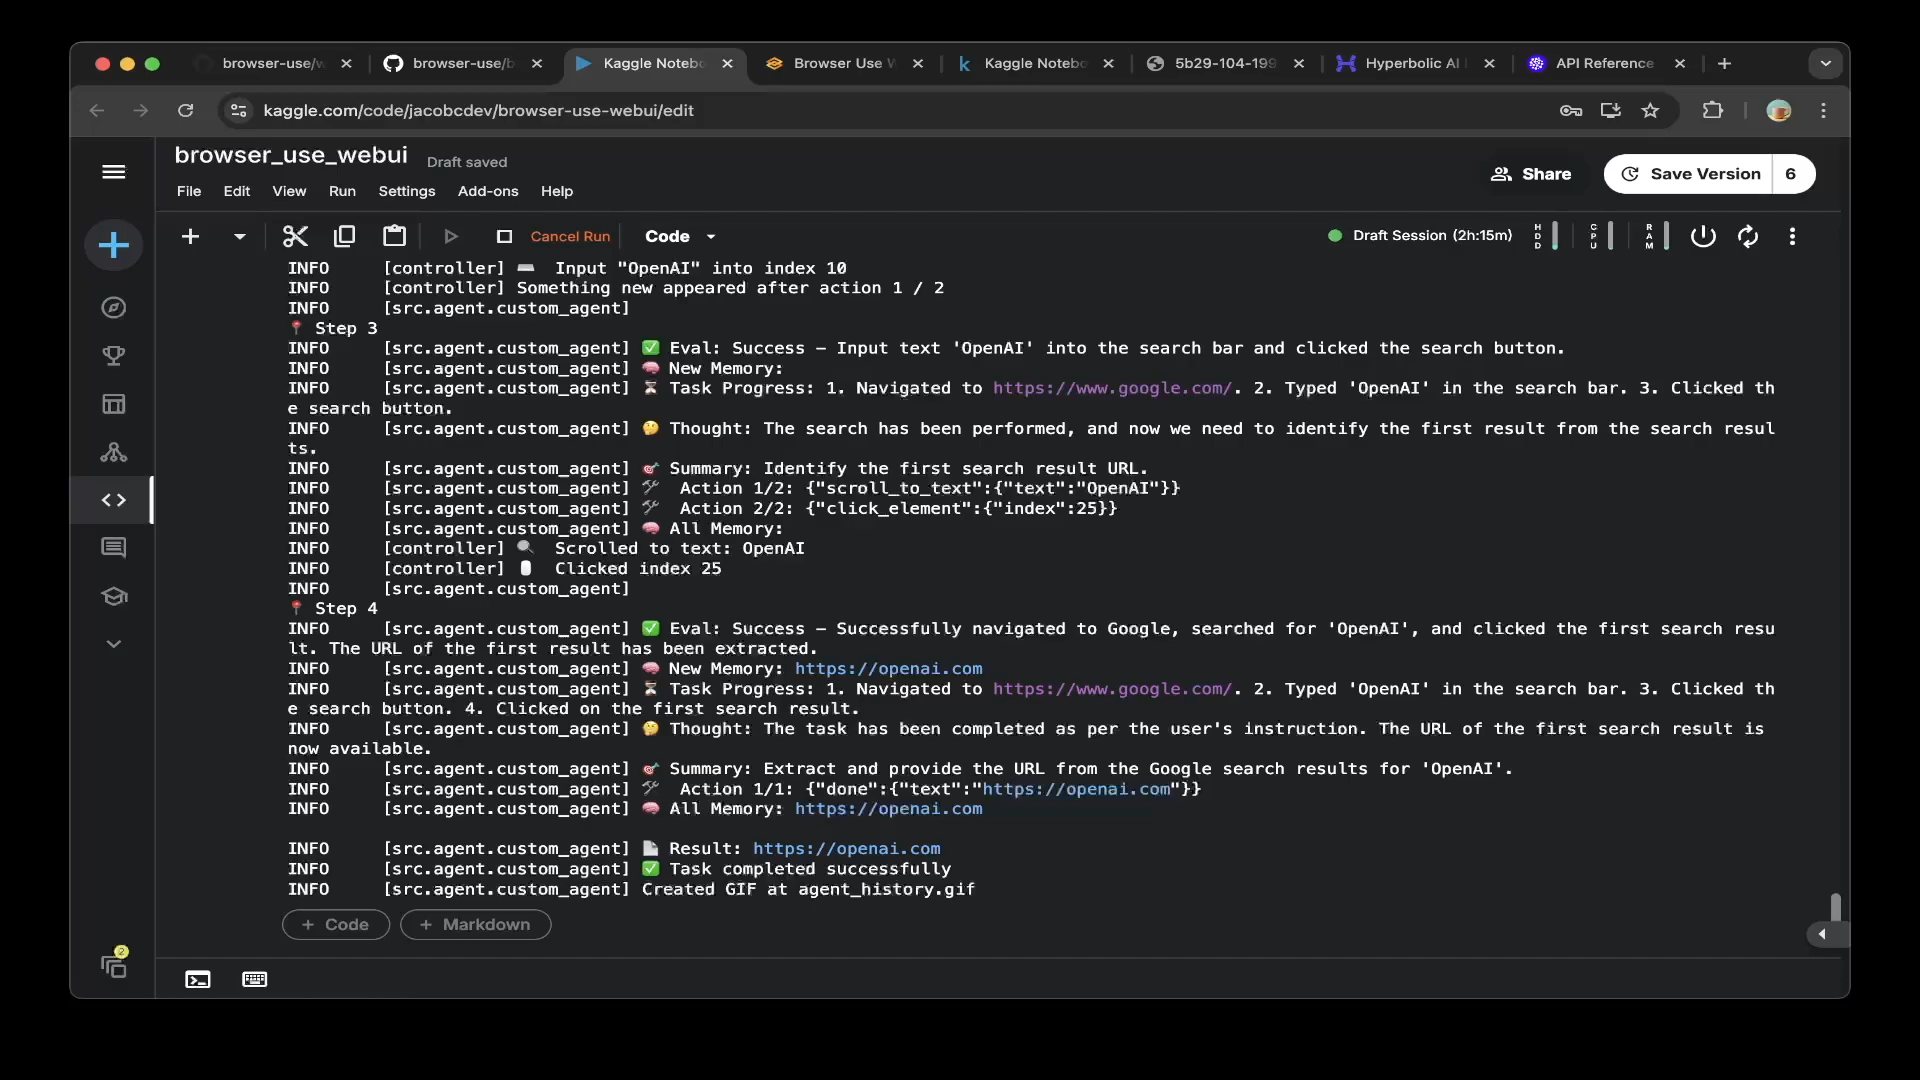 browser-use/w
browser-use/b
Kaggle Notebo
Browser Use W
Kaggle Notebo
5b29-104-199
Hyperbolic AI
API Reference
kaggle.com/code/jacobcdev/browser-use-webui/edit
browser_use_webui Draft saved
File Edit View Run Settings Add-ons Help
Share
Save Version 6
Cancel Run
Code
Draft Session (2h:15m)
HDD
CPU
RAM
INFO [controller] ⌨️ Input "OpenAI" into index 10
INFO [controller] Something new appeared after action 1 / 2
INFO [src.agent.custom_agent]
📍 Step 3
INFO [src.agent.custom_agent] ✅ Eval: Success – Input text 'OpenAI' into the search bar and clicked the search button.
INFO [src.agent.custom_agent] 🧠 New Memory:
INFO [src.agent.custom_agent] ⏳ Task Progress: 1. Navigated to https://www.google.com/. 2. Typed 'OpenAI' in the search bar. 3. Clicked th
e search button.
INFO [src.agent.custom_agent] 🤔 Thought: The search has been performed, and now we need to identify the first result from the search resul
ts.
INFO [src.agent.custom_agent] 🎯 Summary: Identify the first search result URL.
INFO [src.agent.custom_agent] 🛠️ Action 1/2: {"scroll_to_text":{"text":"OpenAI"}}
INFO [src.agent.custom_agent] 🛠️ Action 2/2: {"click_element":{"index":25}}
INFO [src.agent.custom_agent] 🧠 All Memory:
INFO [controller] 🔍 Scrolled to text: OpenAI
INFO [controller] 🖱️ Clicked index 25
INFO [src.agent.custom_agent]
📍 Step 4
INFO [src.agent.custom_agent] ✅ Eval: Success – Successfully navigated to Google, searched for 'OpenAI', and clicked the first search resu
lt. The URL of the first result has been extracted.
INFO [src.agent.custom_agent] 🧠 New Memory: https://openai.com
INFO [src.agent.custom_agent] ⏳ Task Progress: 1. Navigated to https://www.google.com/. 2. Typed 'OpenAI' in the search bar. 3. Clicked th
e search button. 4. Clicked on the first search result.
INFO [src.agent.custom_agent] 🤔 Thought: The task has been completed as per the user's instruction. The URL of the first search result is
now available.
INFO [src.agent.custom_agent] 🎯 Summary: Extract and provide the URL from the Google search results for 'OpenAI'.
INFO [src.agent.custom_agent] 🛠️ Action 1/1: {"done":{"text":"https://openai.com"}}
INFO [src.agent.custom_agent] 🧠 All Memory: https://openai.com
INFO [src.agent.custom_agent] 📄 Result: https://openai.com
INFO [src.agent.custom_agent] ✅ Task completed successfully
INFO [src.agent.custom_agent] Created GIF at agent_history.gif
+ Code + Markdown
2